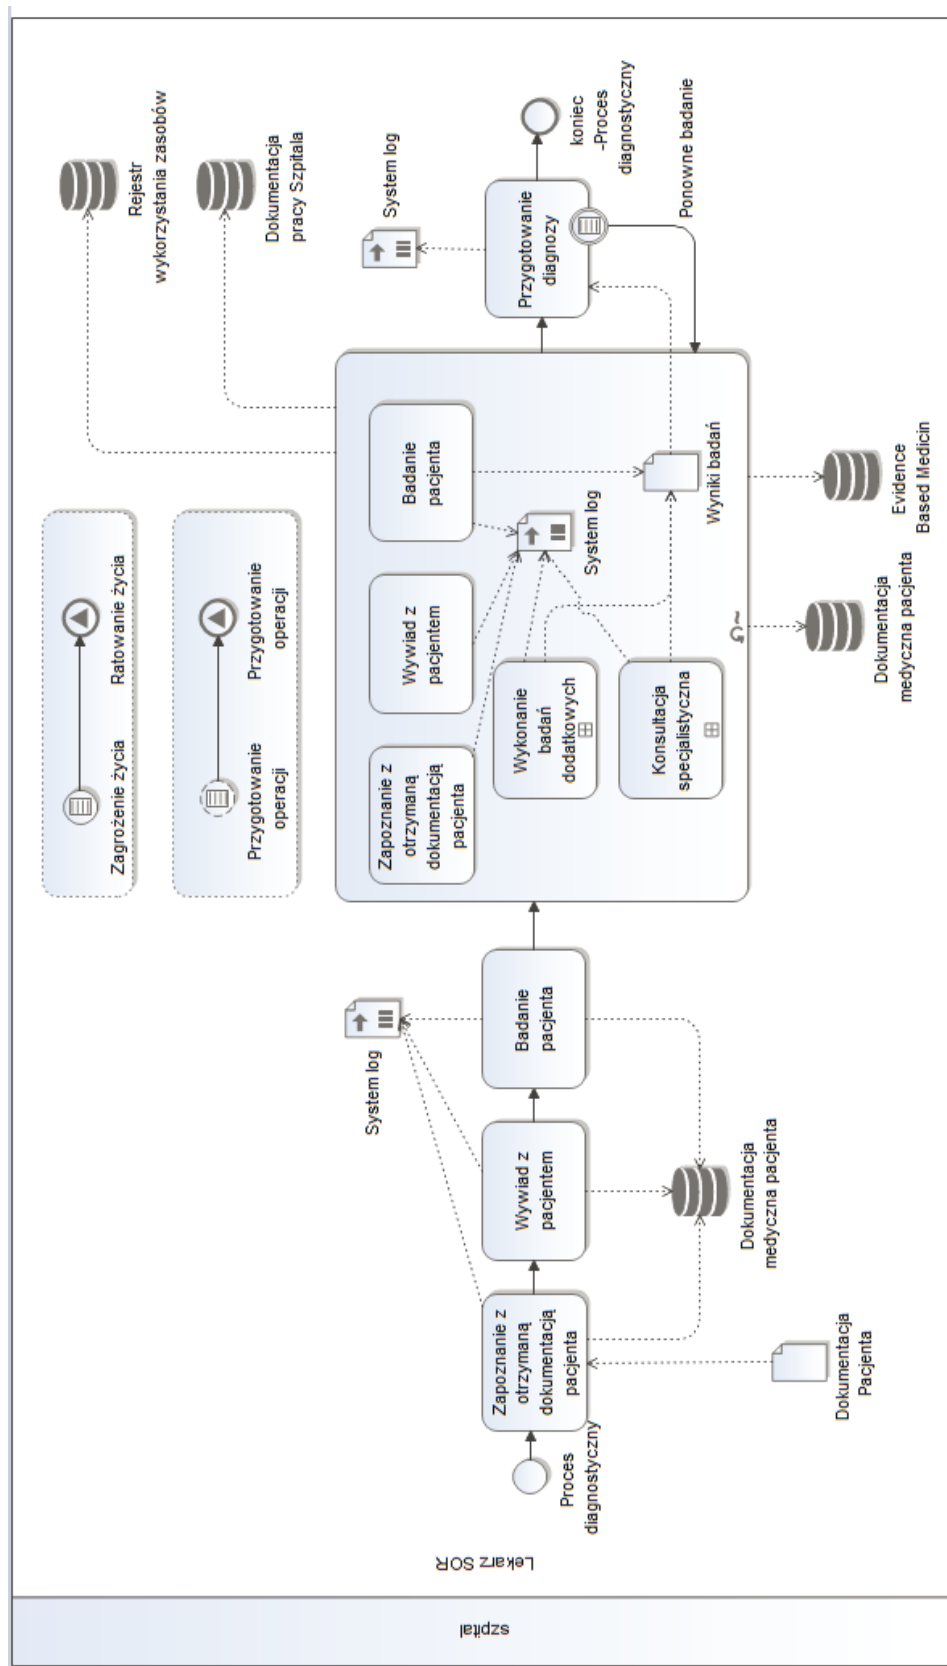 szpital
Lekarz SOR
Proces
diagnostyczny
Zapoznanie z
otrzymaną
dokumentacją
pacjenta
Dokumentacja
Pacjenta
Wywiad z
pacjentem
Badanie
pacjenta
System log
Dokumentacja
medyczna pacjenta
Zagrożenie życia
Ratowanie życia
Przygotowanie
operacji
Przygotowanie
operacji
Zapoznanie z
otrzymaną
dokumentacją
pacjenta
Wywiad z
pacjentem
Badanie
pacjenta
Wykonanie
badań
dodatkowych
Konsultacja
specjalistyczna
System log
Wyniki badań
Dokumentacja
medyczna pacjenta
Evidence
Based Medicin
Rejestr
wykorzystania zasobów
Dokumentacja
pracy Szpitala
System log
Przygotowanie
diagnozy
koniec
-Proces
diagnostyczny
Ponowne badanie